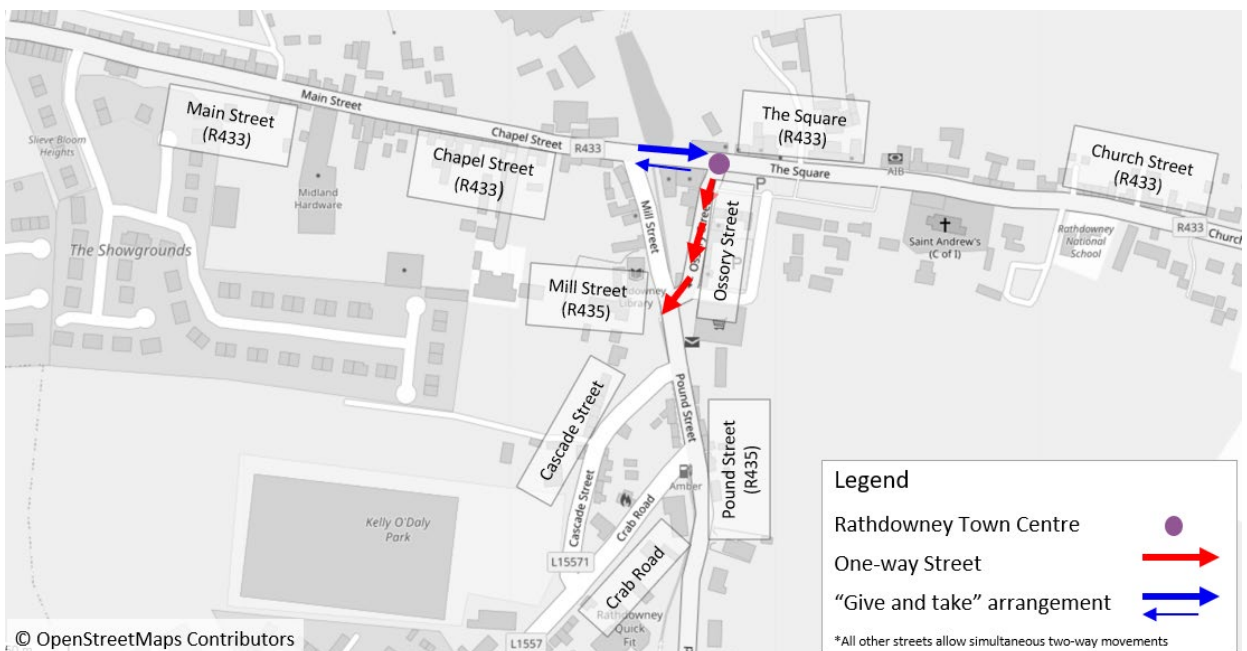 Main Street
Main Street
(R433)
Slieve Bloom
Heights
Midland
Hardware
The Showgrounds
Chapel Street
R433
Chapel Street
(R433)
The Square
(R433)
The Square
P
AIB
Church Street
(R433)
R433
Church
Saint Andrew's
(C of I)
Rathdowney
National
School
Mill Street
Mill Street
(R435)
Library
Ossory Street
P
Ossory Street
Cascade Street
Cascade Street
Pound Street
Pound Street
(R435)
Amber
Crab Road
Crab Road
Kelly O'Daly
Park
L15571
L1557
Rathdowney
Quick
Fit
Legend
Rathdowney Town Centre
One-way Street
“Give and take” arrangement
*All other streets allow simultaneous two-way movements
© OpenStreetMaps Contributors